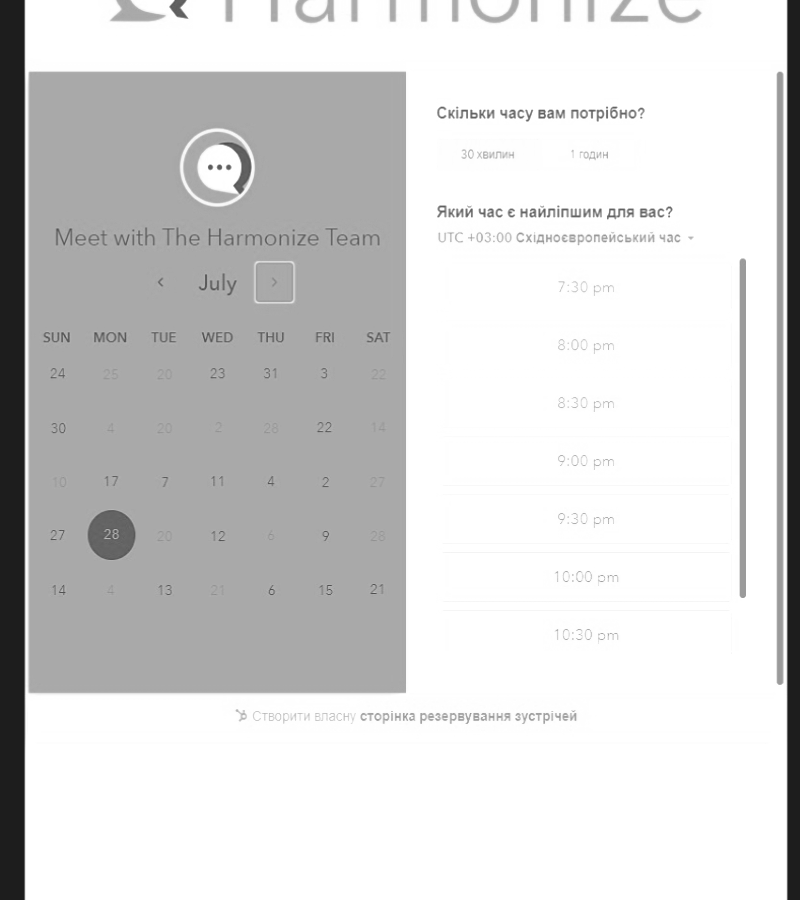 Harmonize
Meet with The Harmonize Team
July
SUN MON TUE WED THU FRI SAT
24 25 20 23 31 3 22
30 4 20 2 28 22 14
10 17 7 11 4 2 27
27 28 20 12 6 9 28
14 4 13 21 6 15 21
Скільки часу вам потрібно?
30 хвилин 1 годин
Який час є найліпшим для вас?
UTC +03:00 Східноєвропейський час
7:30 pm
8:00 pm
8:30 pm
9:00 pm
9:30 pm
10:00 pm
10:30 pm
Створити власну сторінка резервування зустрічей